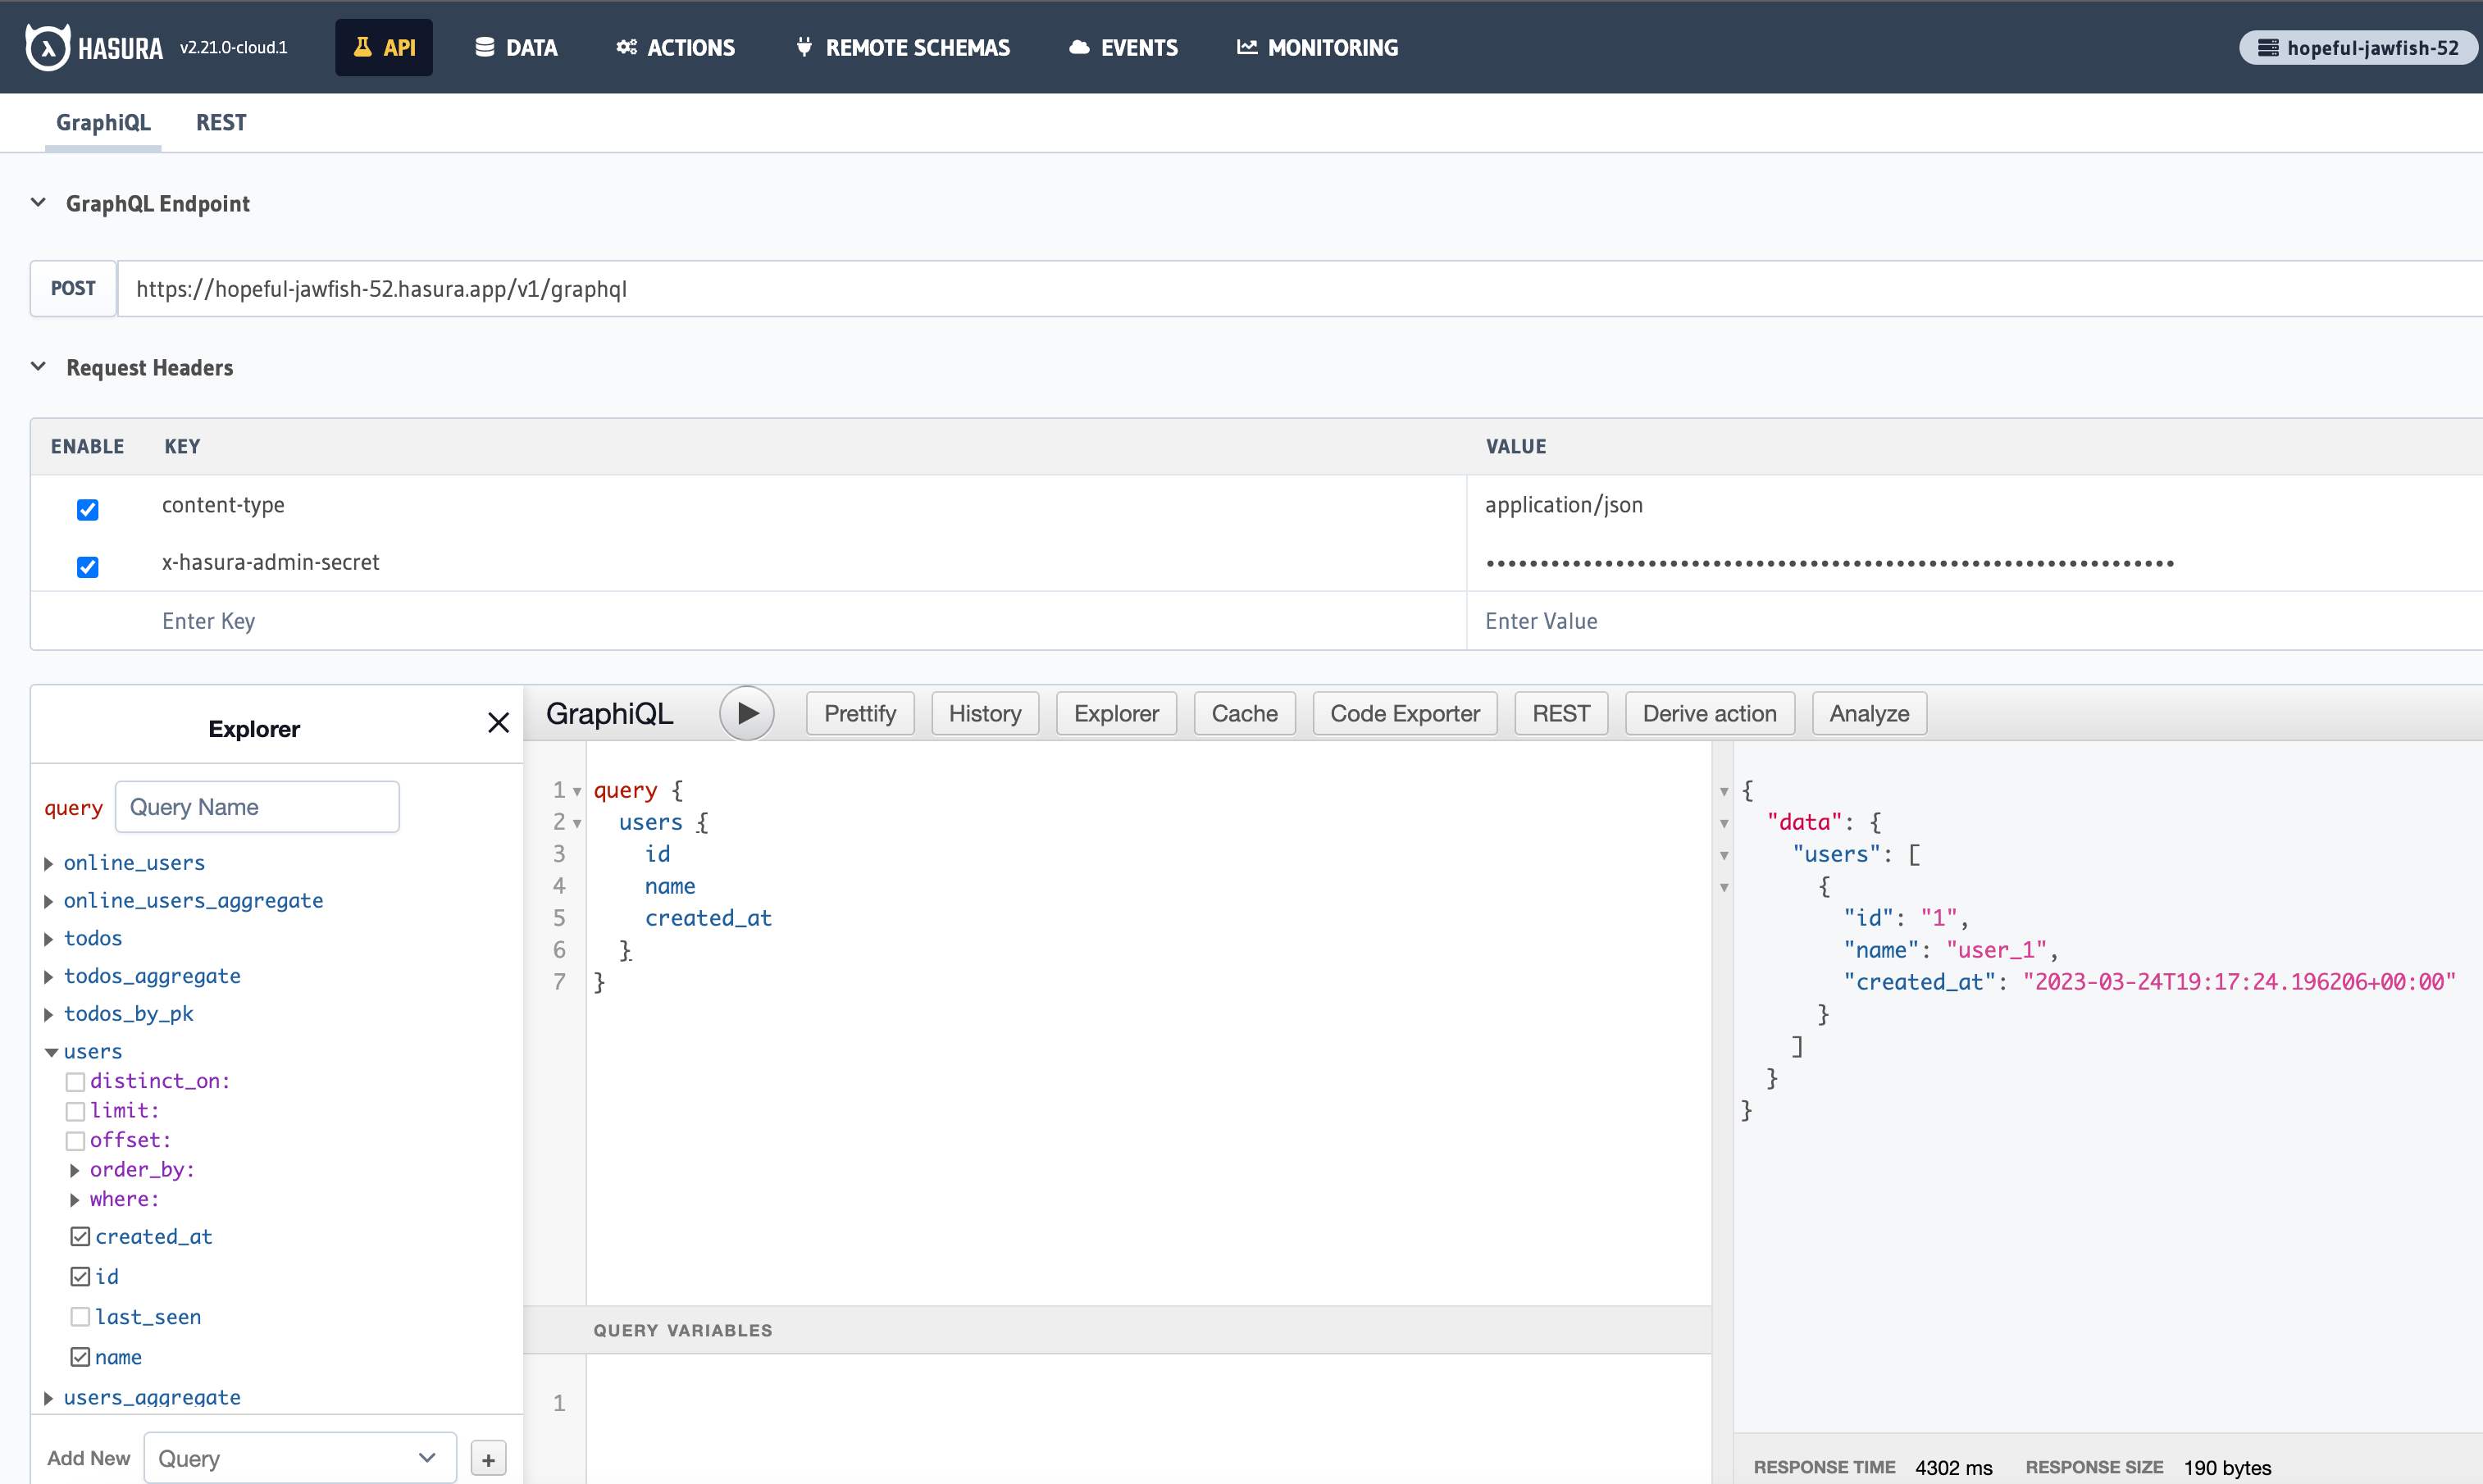 HASURA v2.21.0-cloud.1 API DATA ACTIONS REMOTE SCHEMAS EVENTS MONITORING hopeful-jawfish-52
GraphiQL REST
GraphQL Endpoint
POST https://hopeful-jawfish-52.hasura.app/v1/graphql
Request Headers
ENABLE KEY VALUE
content-type application/json
x-hasura-admin-secret ••••••••••••••••••••••••••••••••••••••••••••••••••••••••••••••••
Enter Key Enter Value
Explorer
query Query Name
online_users
online_users_aggregate
todos
todos_aggregate
todos_by_pk
users
distinct_on:
limit:
offset:
order_by:
where:
created_at
id
last_seen
name
users_aggregate
Add New Query +
GraphiQL Prettify History Explorer Cache Code Exporter REST Derive action Analyze
1 query {
2 users {
3 id
4 name
5 created_at
6 }
7 }
QUERY VARIABLES
1
{
"data": {
"users": [
{
"id": "1",
"name": "user_1",
"created_at": "2023-03-24T19:17:24.196206+00:00"
}
]
}
}
RESPONSE TIME 4302 ms RESPONSE SIZE 190 bytes